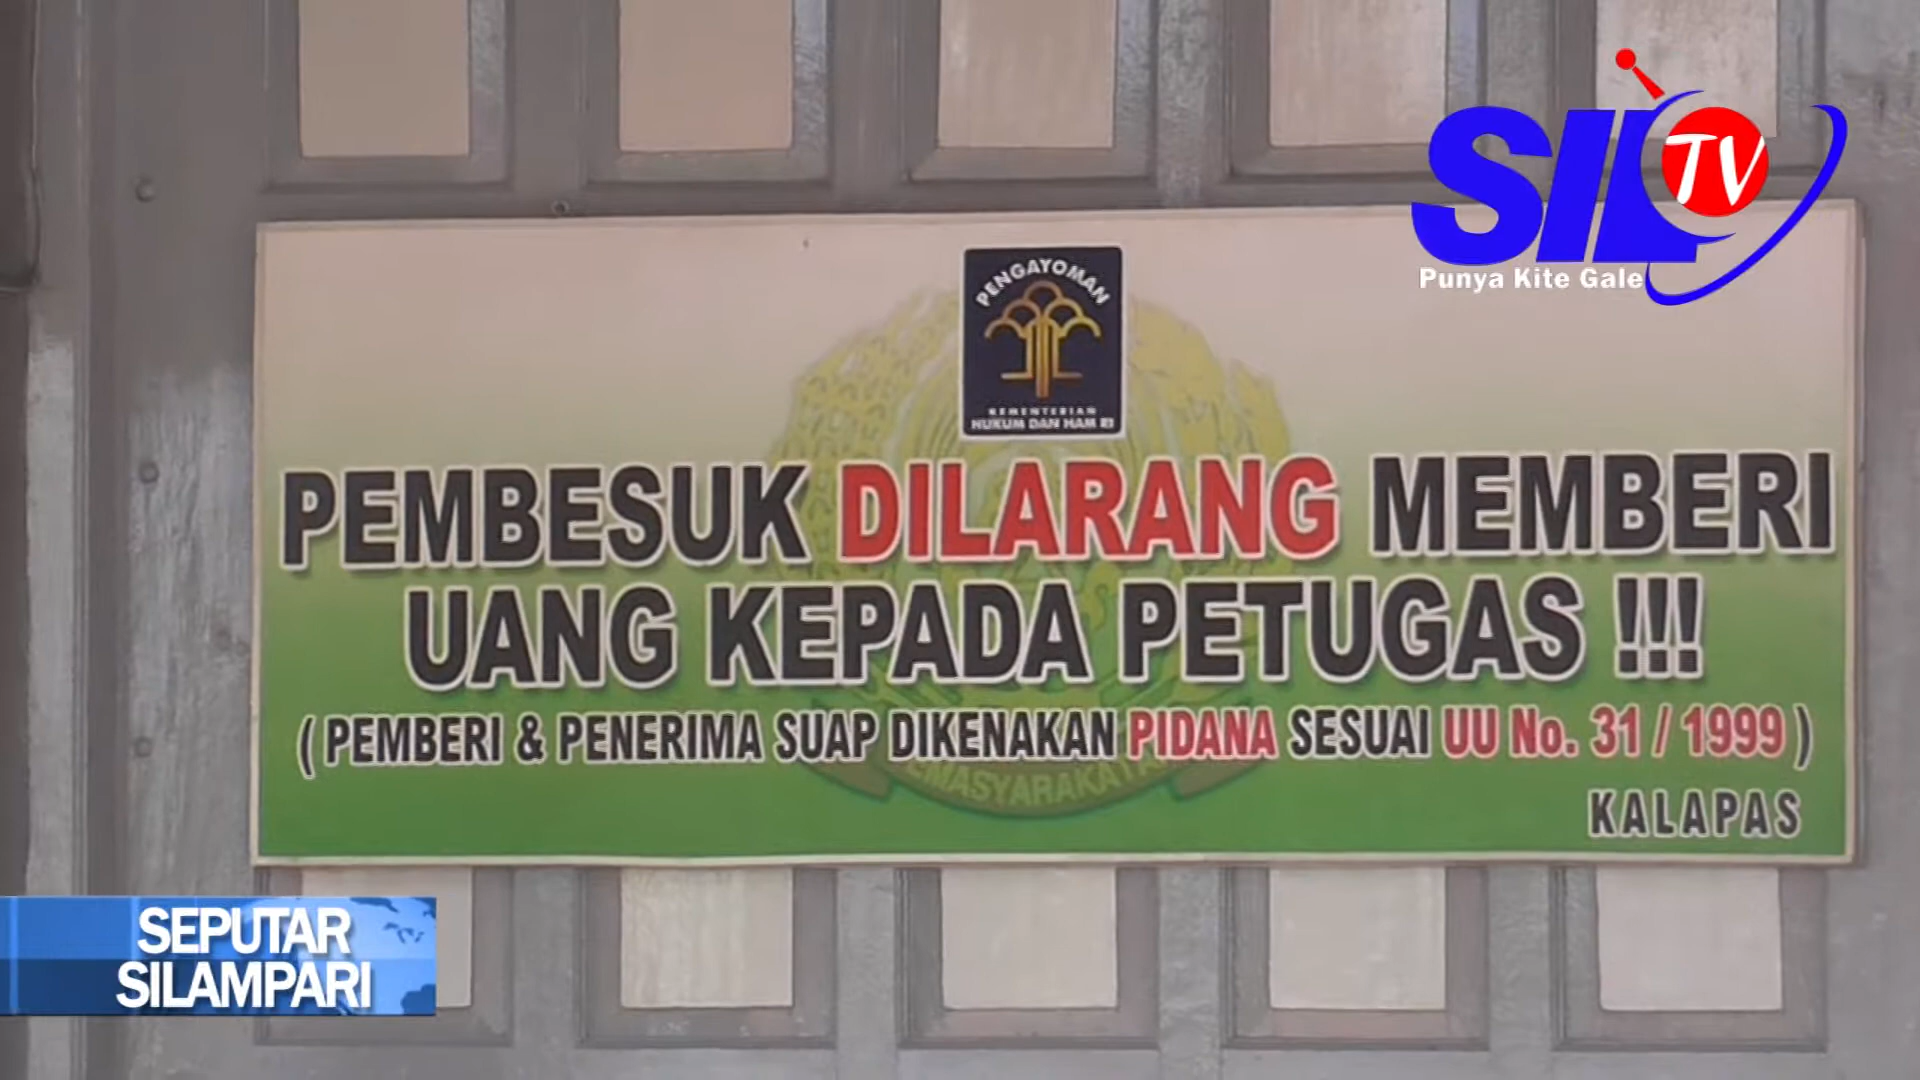 SIL TV
Punya Kite Gale
PENGAYOMAN
KEMENTERIAN
HUKUM DAN HAM RI
PEMBESUK DILARANG MEMBERI
UANG KEPADA PETUGAS !!!
( PEMBERI & PENERIMA SUAP DIKENAKAN PIDANA SESUAI UU No. 31 / 1999 )
EMASYARAKATA
KALAPAS
SEPUTAR
SILAMPARI